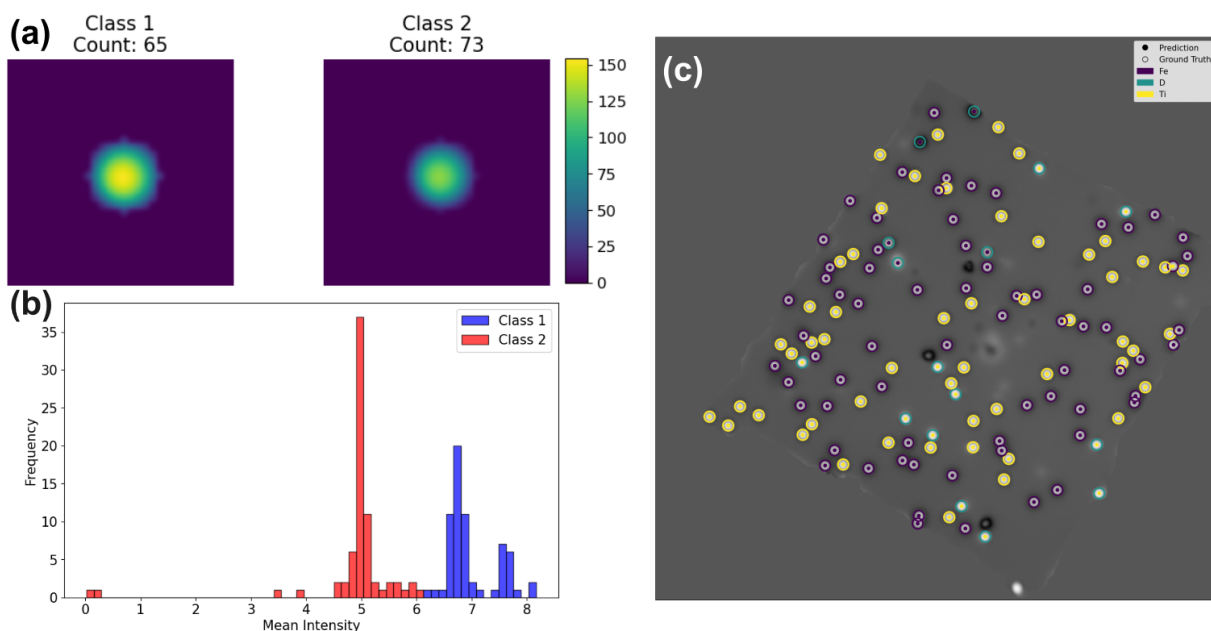 (a)
Class 1
Count: 65
Class 2
Count: 73
150
125
100
75
50
25
0
(b)
Frequency
35
30
25
20
15
10
5
0
Class 1
Class 2
0 1 2 3 4 5 6 7 8
Mean Intensity
(c)
Prediction
Ground Truth
Fe
D
Ti